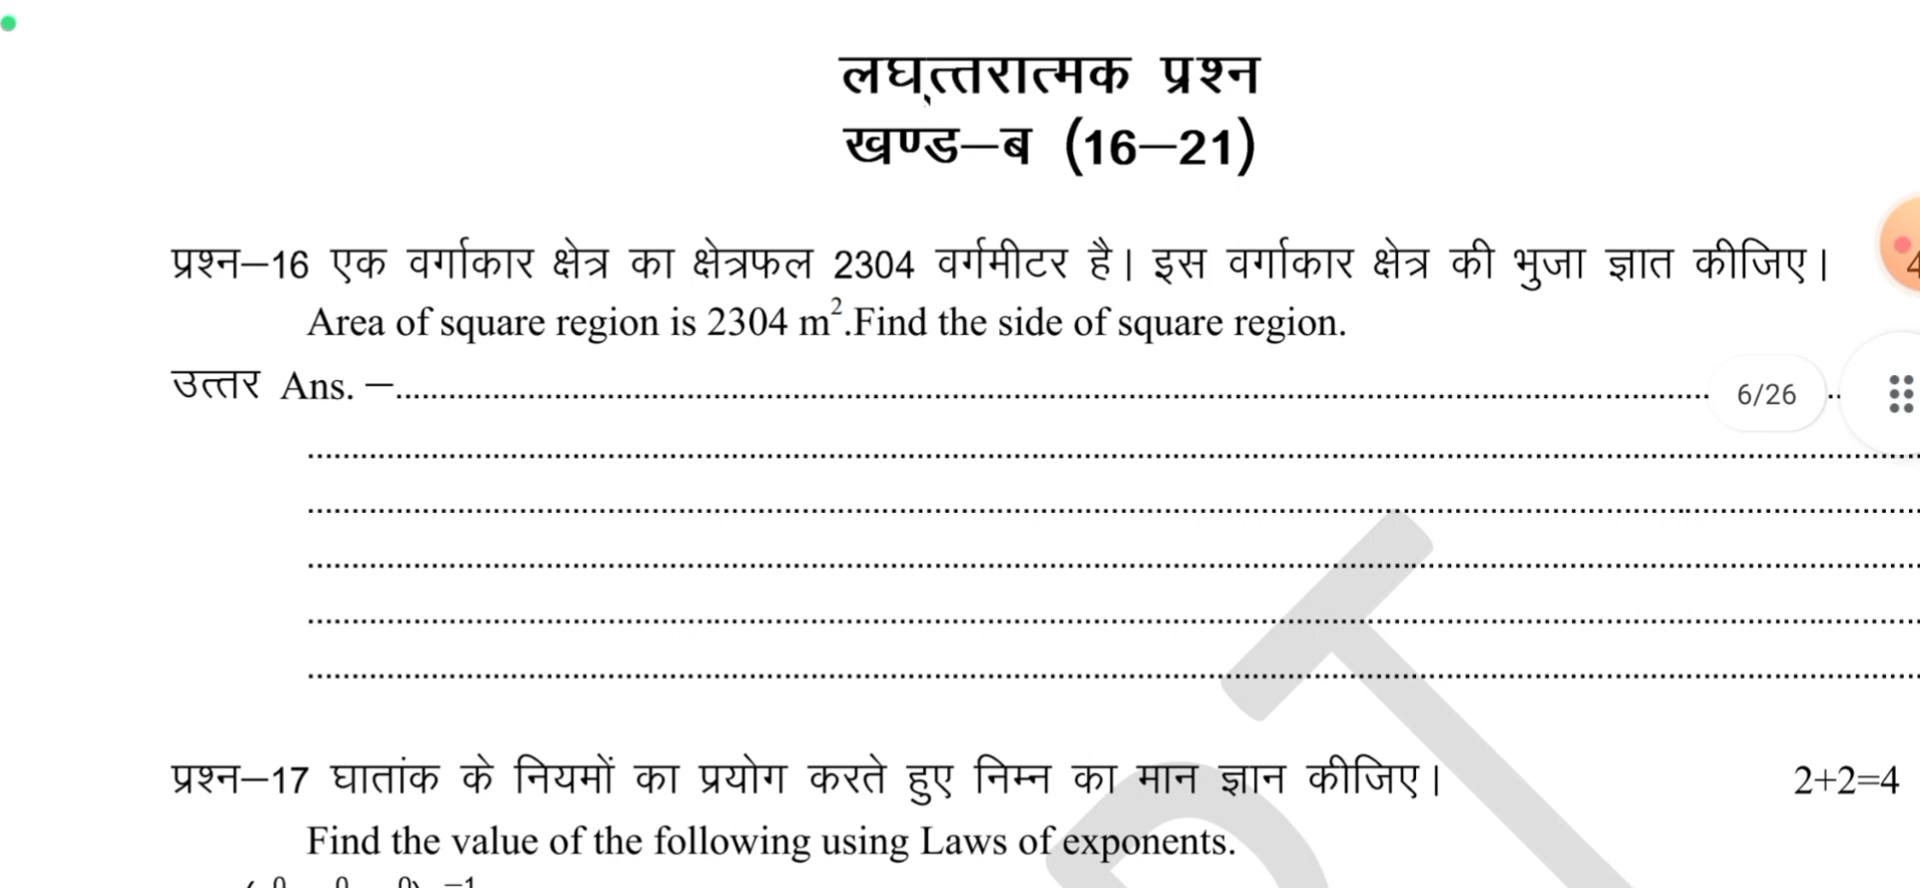 लघुत्तरात्मक प्रश्न
खण्ड–ब (16–21)
प्रश्न–16 एक वर्गाकार क्षेत्र का क्षेत्रफल 2304 वर्गमीटर है। इस वर्गाकार क्षेत्र की भुजा ज्ञात कीजिए।
4
Area of square region is 2304 m².Find the side of square region.
उत्तर Ans. –....................................................................................
6/26
....................................................................................
....................................................................................
....................................................................................
....................................................................................
....................................................................................
प्रश्न–17 घातांक के नियमों का प्रयोग करते हुए निम्न का मान ज्ञान कीजिए। 2+2=4
Find the value of the following using Laws of exponents.